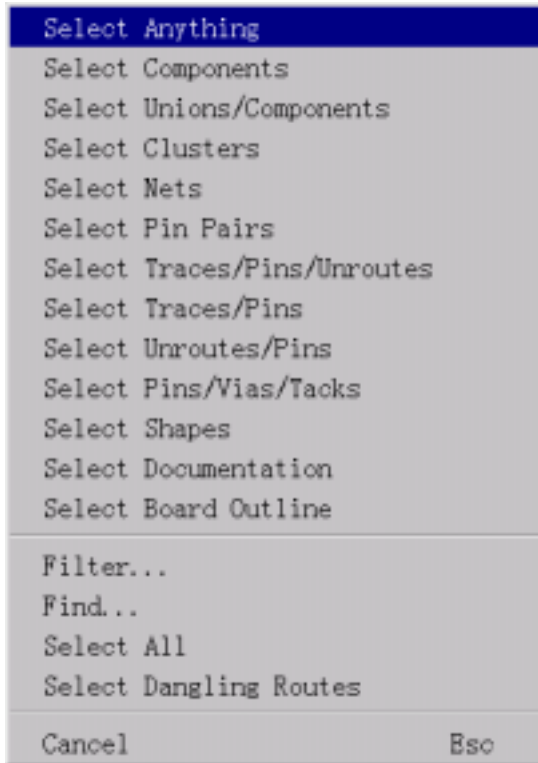 Select Anything
Select Components
Select Unions/Components
Select Clusters
Select Nets
Select Pin Pairs
Select Traces/Pins/Unroutes
Select Traces/Pins
Select Unroutes/Pins
Select Pins/Vias/Tacks
Select Shapes
Select Documentation
Select Board Outline
Filter...
Find...
Select All
Select Dangling Routes
Cancel Esc